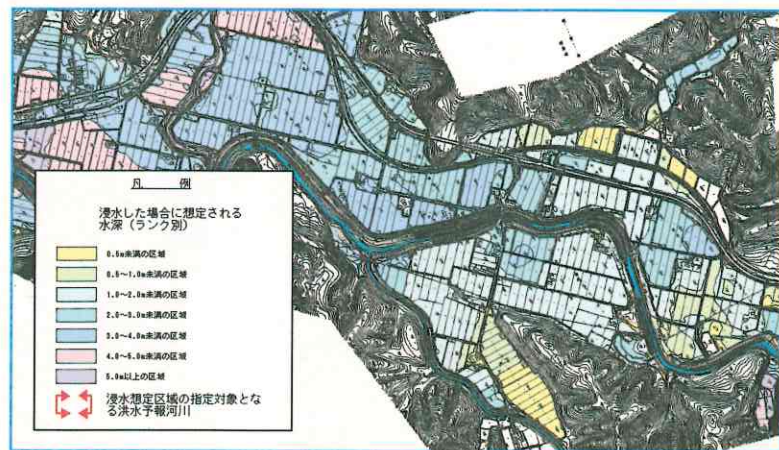 凡 例
浸水した場合に想定される
水深（ランク別）
0.5m未満の区域
0.5～1.0m未満の区域
1.0～2.0m未満の区域
2.0～3.0m未満の区域
3.0～4.0m未満の区域
4.0～5.0m未満の区域
5.0m以上の区域
浸水想定区域の指定対象とな
る洪水予報河川